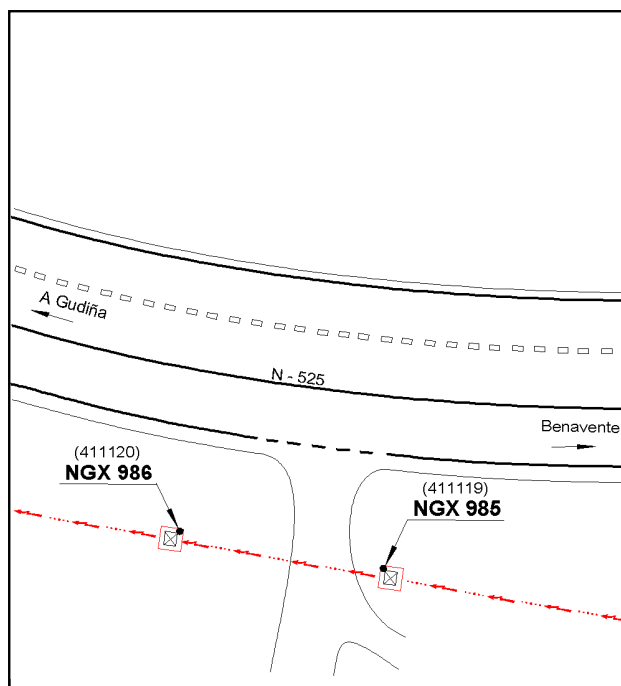 A Gudiña
N - 525
Benavente
(411120)
NGX 986
(411119)
NGX 985